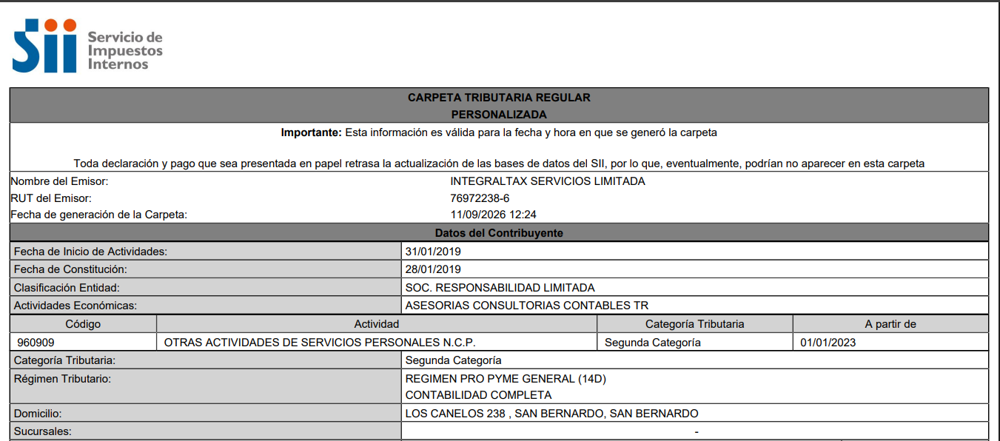 Sii Servicio de
Impuestos
Internos
CARPETA TRIBUTARIA REGULAR
PERSONALIZADA
Importante: Esta información es válida para la fecha y hora en que se generó la carpeta
Toda declaración y pago que sea presentada en papel retrasa la actualización de las bases de datos del SII, por lo que, eventualmente, podrían no aparecer en esta carpeta
Nombre del Emisor: INTEGRALTAX SERVICIOS LIMITADA
RUT del Emisor: 76972238-6
Fecha de generación de la Carpeta: 11/09/2026 12:24
Datos del Contribuyente
Fecha de Inicio de Actividades: 31/01/2019
Fecha de Constitución: 28/01/2019
Clasificación Entidad: SOC. RESPONSABILIDAD LIMITADA
Actividades Económicas: ASESORIAS CONSULTORIAS CONTABLES TR
Código Actividad Categoría Tributaria A partir de
960909 OTRAS ACTIVIDADES DE SERVICIOS PERSONALES N.C.P. Segunda Categoría 01/01/2023
Categoría Tributaria: Segunda Categoría
Régimen Tributario: REGIMEN PRO PYME GENERAL (14D)
CONTABILIDAD COMPLETA
Domicilio: LOS CANELOS 238 , SAN BERNARDO, SAN BERNARDO
Sucursales: -